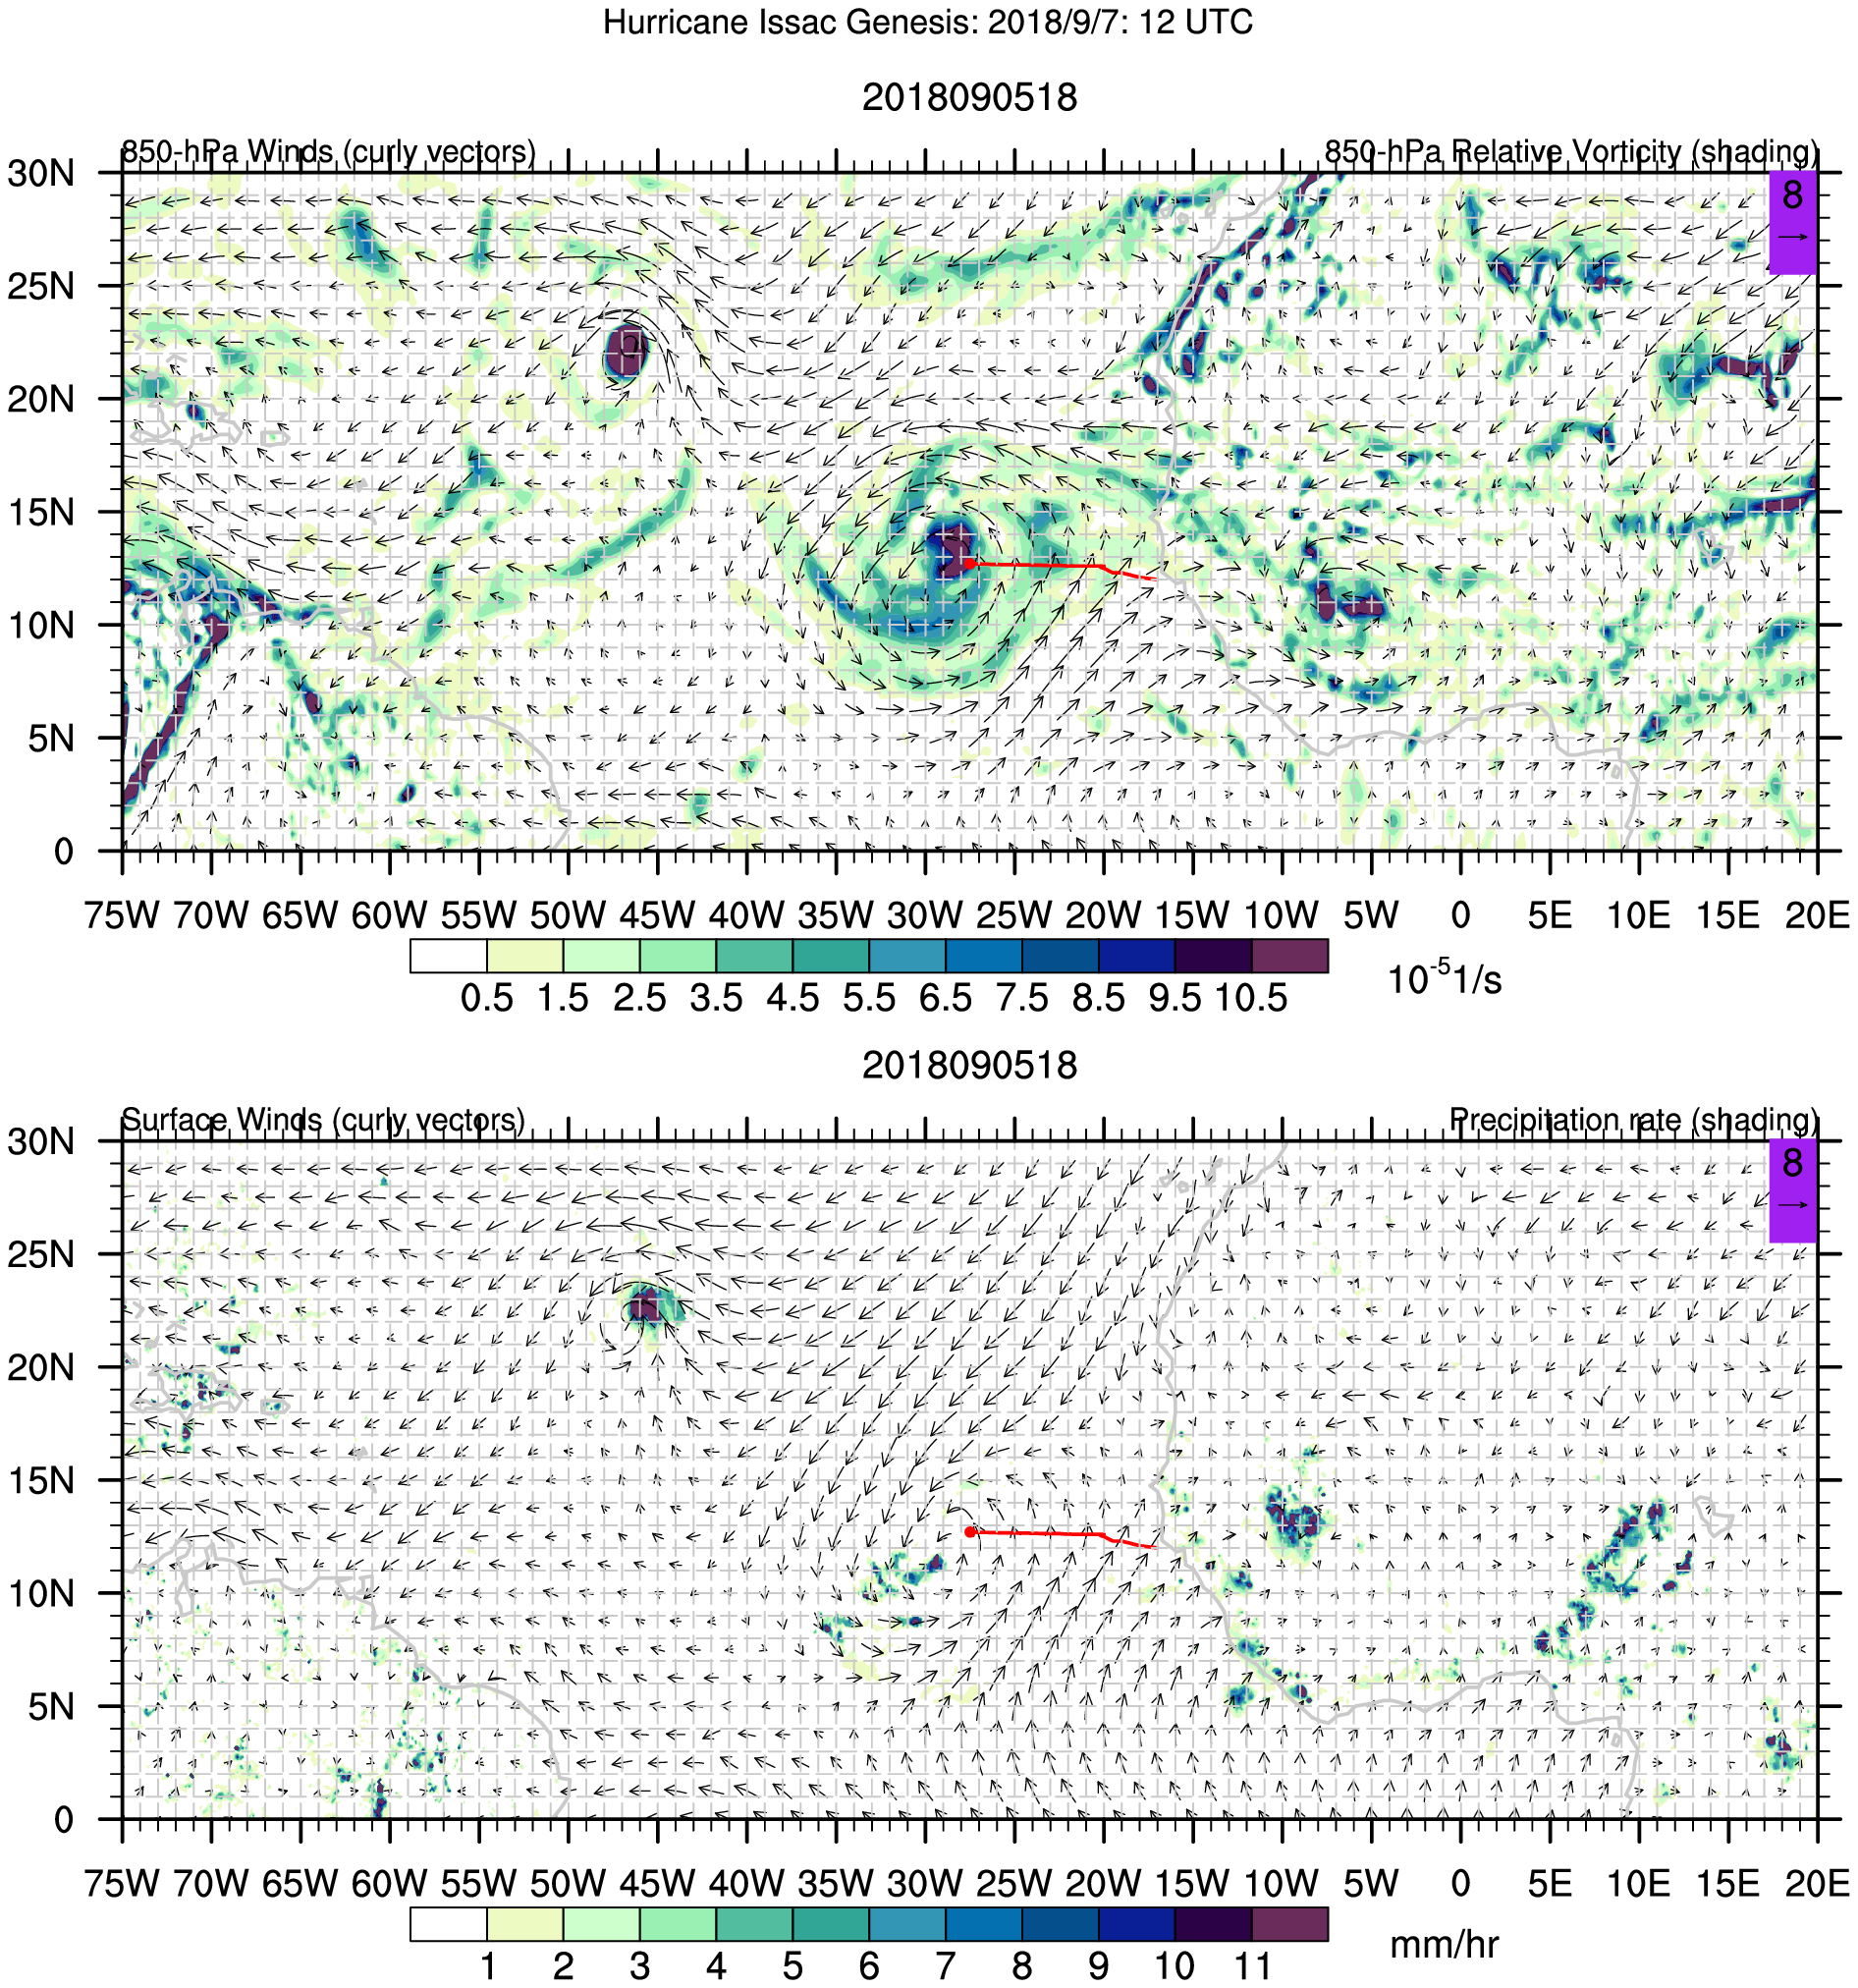 Hurricane Issac Genesis: 2018/9/7: 12 UTC
2018090518
850-hPa Winds (curly vectors) 850-hPa Relative Vorticity (shading)
30N
8
25N
20N
15N
10N
5N
0
75W 70W 65W 60W 55W 50W 45W 40W 35W 30W 25W 20W 15W 10W 5W 0 5E 10E 15E 20E
0.5 1.5 2.5 3.5 4.5 5.5 6.5 7.5 8.5 9.5 10.5
10⁻⁵1/s
2018090518
Surface Winds (curly vectors) Precipitation rate (shading)
30N
8
25N
20N
15N
10N
5N
0
75W 70W 65W 60W 55W 50W 45W 40W 35W 30W 25W 20W 15W 10W 5W 0 5E 10E 15E 20E
1 2 3 4 5 6 7 8 9 10 11
mm/hr